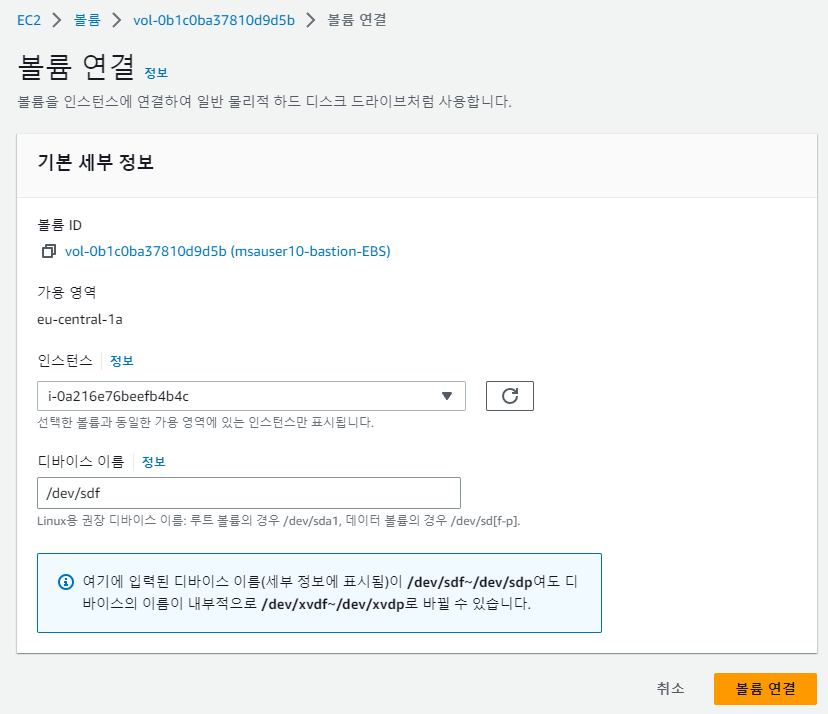 EC2 > 볼륨 > vol-0b1c0ba37810d9d5b > 볼륨 연결
볼륨 연결 정보
볼륨을 인스턴스에 연결하여 일반 물리적 하드 디스크 드라이브처럼 사용합니다.
기본 세부 정보
볼륨 ID
vol-0b1c0ba37810d9d5b (msauser10-bastion-EBS)
가용 영역
eu-central-1a
인스턴스 정보
i-0a216e76beefb4b4c
선택한 볼륨과 동일한 가용 영역에 있는 인스턴스만 표시됩니다.
디바이스 이름 정보
/dev/sdf
Linux용 권장 디바이스 이름: 루트 볼륨의 경우 /dev/sda1, 데이터 볼륨의 경우 /dev/sd[f-p].
여기에 입력된 디바이스 이름(세부 정보에 표시됨)이 /dev/sdf~/dev/sdp여도 디
바이스의 이름이 내부적으로 /dev/xvdf~/dev/xvdp로 바뀔 수 있습니다.
취소 볼륨 연결